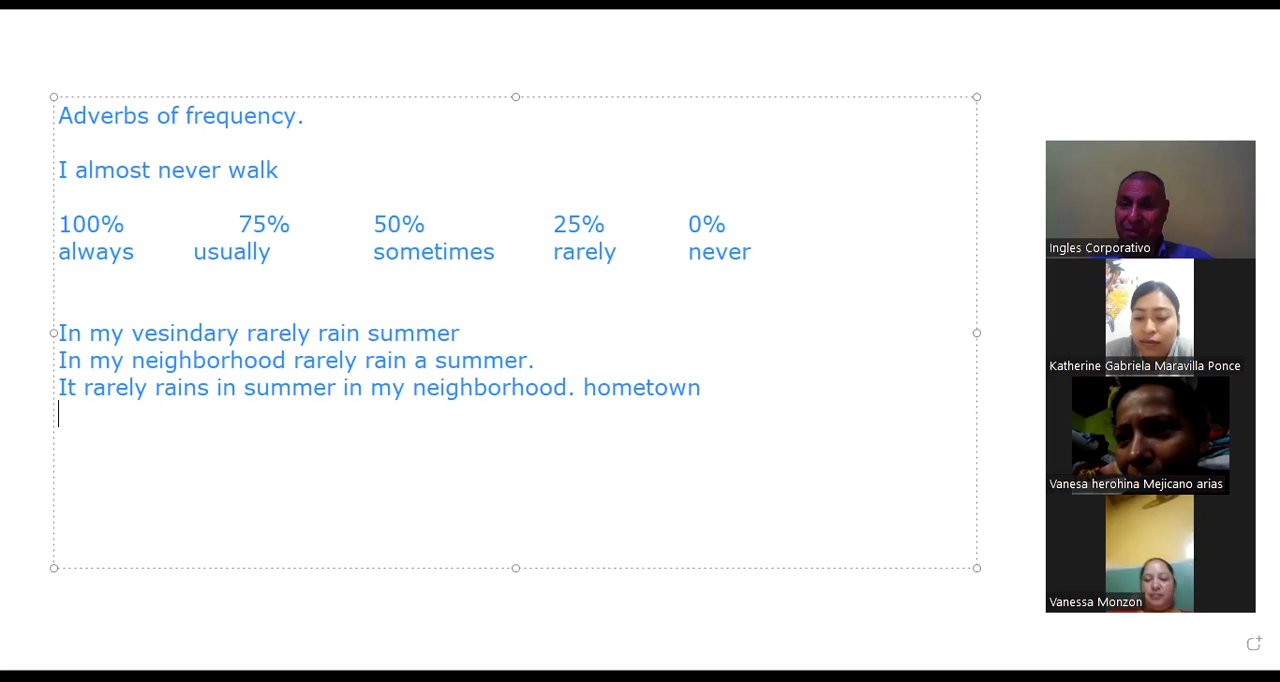 Adverbs of frequency.
I almost never walk
100% 75% 50% 25% 0%
always usually sometimes rarely never
In my vesindary rarely rain summer
In my neighborhood rarely rain a summer.
It rarely rains in summer in my neighborhood. hometown
Ingles Corporativo
Katherine Gabriela Maravilla Ponce
Vanesa herohina Mejicano arias
Vanessa Monzon